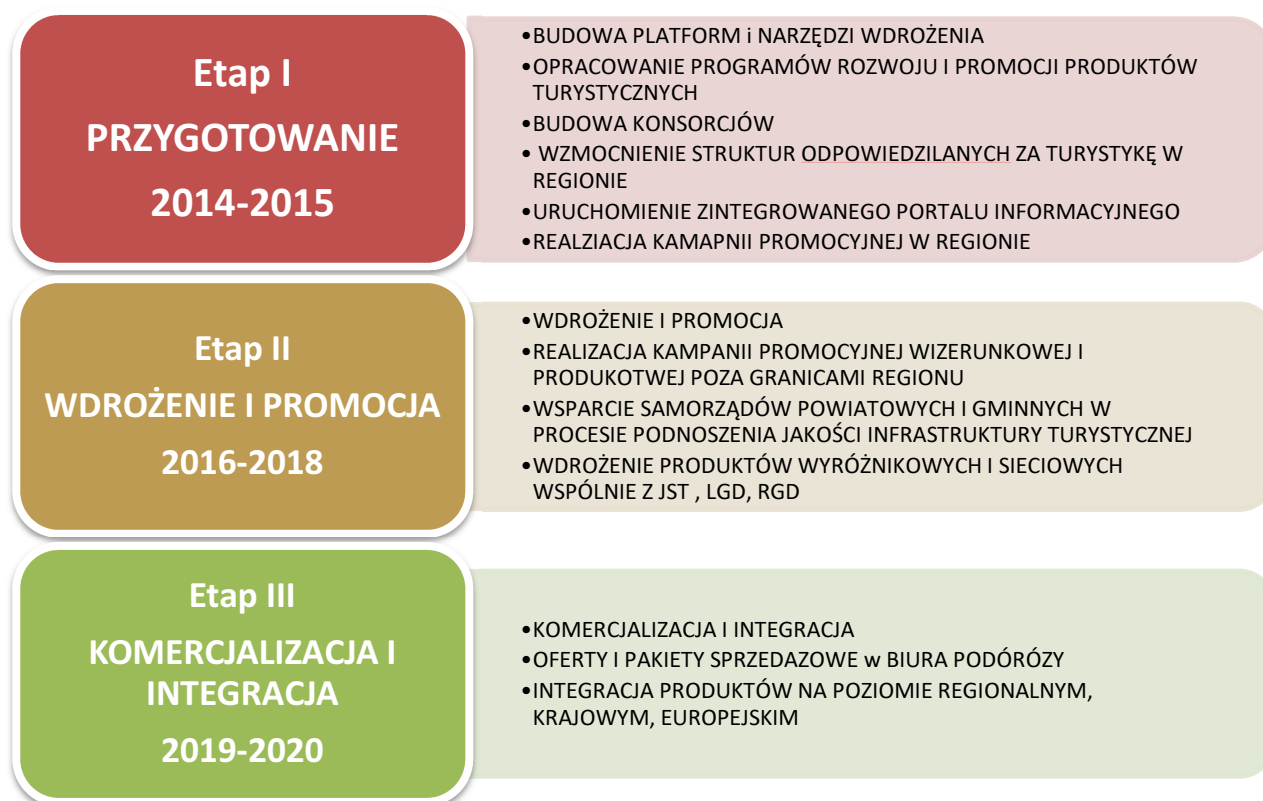 Etap I
PRZYGOTOWANIE
2014-2015
•BUDOWA PLATFORM i NARZĘDZI WDROŻENIA
•OPRACOWANIE PROGRAMÓW ROZWOJU I PROMOCJI PRODUKTÓW
TURYSTYCZNYCH
•BUDOWA KONSORCJÓW
• WZMOCNIENIE STRUKTUR ODPOWIEDZILANYCH ZA TURYSTYKĘ W
REGIONIE
•URUCHOMIENIE ZINTEGROWANEGO PORTALU INFORMACYJNEGO
•REALZIACJA KAMAPNII PROMOCYJNEJ W REGIONIE
Etap II
WDROŻENIE I PROMOCJA
2016-2018
•WDROŻENIE I PROMOCJA
•REALIZACJA KAMPANII PROMOCYJNEJ WIZERUNKOWEJ I
PRODUKOTWEJ POZA GRANICAMI REGIONU
•WSPARCIE SAMORZĄDÓW POWIATOWYCH I GMINNYCH W
PROCESIE PODNOSZENIA JAKOŚCI INFRASTRUKTURY TURYSTYCZNEJ
•WDROŻENIE PRODUKTÓW WYRÓŻNIKOWYCH I SIECIOWYCH
WSPÓLNIE Z JST , LGD, RGD
Etap III
KOMERCJALIZACJA I
INTEGRACJA
2019-2020
•KOMERCJALIZACJA I INTEGRACJA
•OFERTY I PAKIETY SPRZEDAZOWE w BIURA PODÓRÓZY
•INTEGRACJA PRODUKTÓW NA POZIOMIE REGIONALNYM,
KRAJOWYM, EUROPEJSKIM